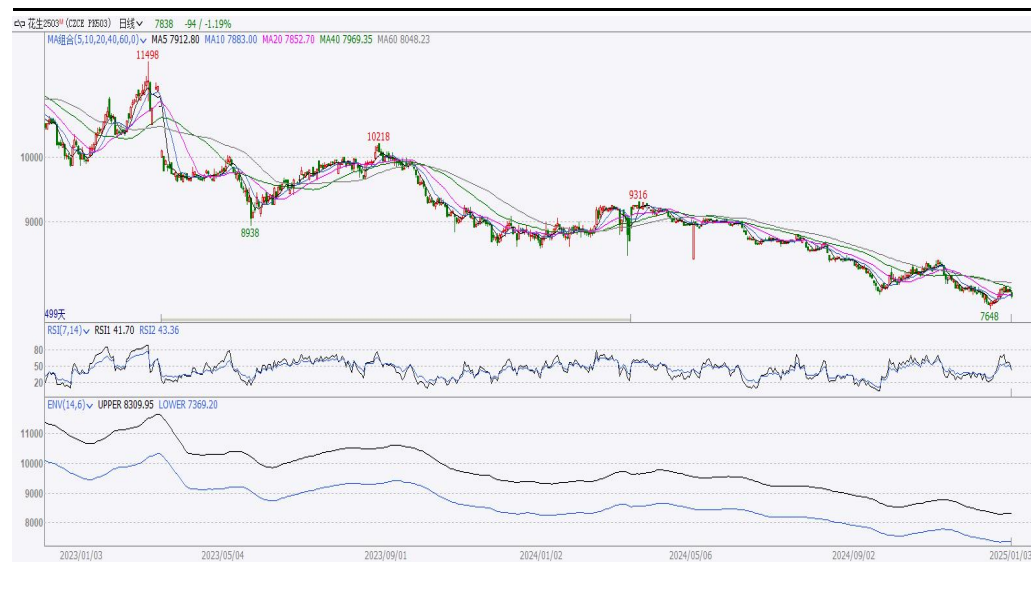 花生2503ᴹ (CZCE PK503) 日线 7838 -94 / -1.19%
MA组合(5,10,20,40,60,0) MA5 7912.80 MA10 7883.00 MA20 7852.70 MA40 7969.35 MA60 8048.23
11498
10218
10000
9316
9000
8938
7648
499天
RSI(7,14) RSI1 41.70 RSI2 43.36
80
50
20
ENV(14,6) UPPER 8309.95 LOWER 7369.20
11000
10000
9000
8000
2023/01/03 2023/05/04 2023/09/01 2024/01/02 2024/05/06 2024/09/02 2025/01/03